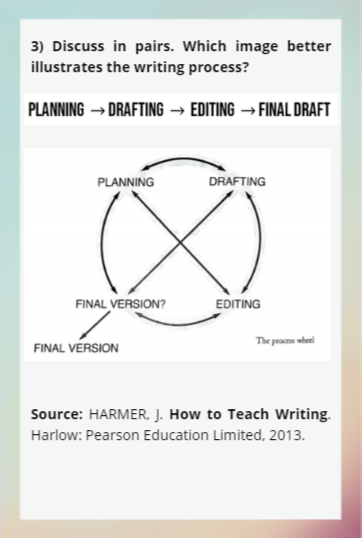 3) Discuss in pairs. Which image better
illustrates the writing process?
PLANNING → DRAFTING → EDITING → FINAL DRAFT
PLANNING DRAFTING
FINAL VERSION? EDITING
The process wheel
FINAL VERSION
Source: HARMER, J. How to Teach Writing.
Harlow: Pearson Education Limited, 2013.